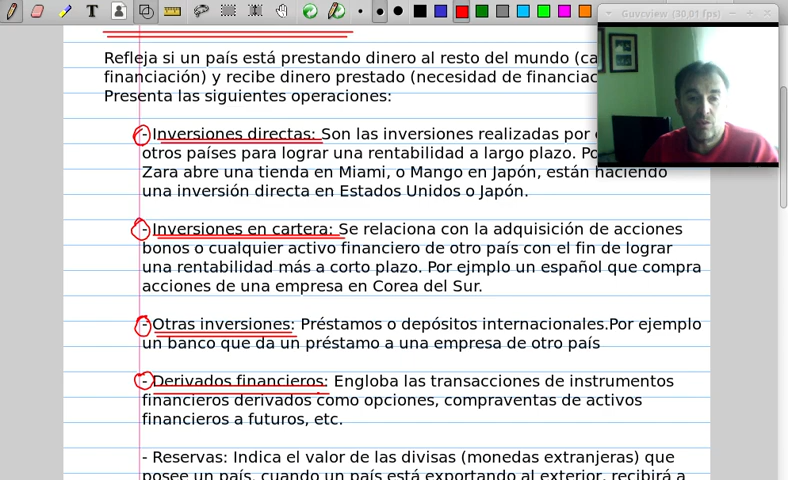 Guvcview (30,01 fps)
Refleja si un país está prestando dinero al resto del mundo (ca
financiación) y recibe dinero prestado (necesidad de financiac
Presenta las siguientes operaciones:
- Inversiones directas: Son las inversiones realizadas por
otros países para lograr una rentabilidad a largo plazo. Po
Zara abre una tienda en Miami, o Mango en Japón, están haciendo
una inversión directa en Estados Unidos o Japón.
- Inversiones en cartera: Se relaciona con la adquisición de acciones
bonos o cualquier activo financiero de otro país con el fin de lograr
una rentabilidad más a corto plazo. Por ejmplo un español que compra
acciones de una empresa en Corea del Sur.
- Otras inversiones: Préstamos o depósitos internacionales.Por ejemplo
un banco que da un préstamo a una empresa de otro país
- Derivados financieros: Engloba las transacciones de instrumentos
financieros derivados como opciones, compraventas de activos
financieros a futuros, etc.
- Reservas: Indica el valor de las divisas (monedas extranjeras) que
posee un país, cuando un país está exportando al exterior, recibirá a